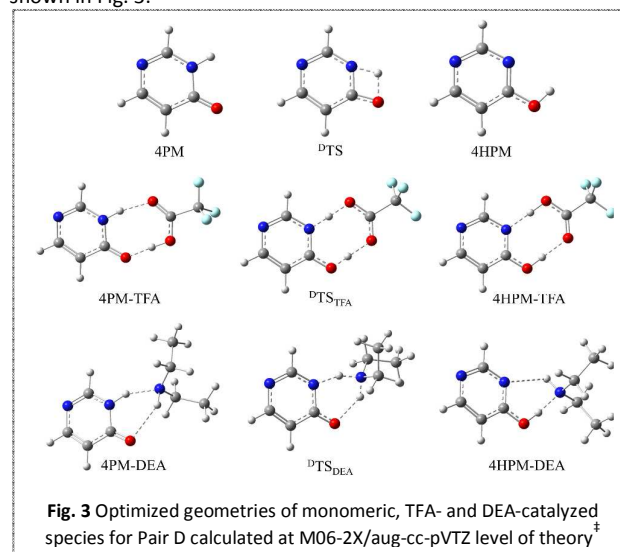 shown in Fig. 3.
4PM
ᴰTS
4HPM
4PM-TFA
ᴰTS_TFA
4HPM-TFA
4PM-DEA
ᴰTS_DEA
4HPM-DEA
Fig. 3 Optimized geometries of monomeric, TFA- and DEA-catalyzed
species for Pair D calculated at M06-2X/aug-cc-pVTZ level of theory‡